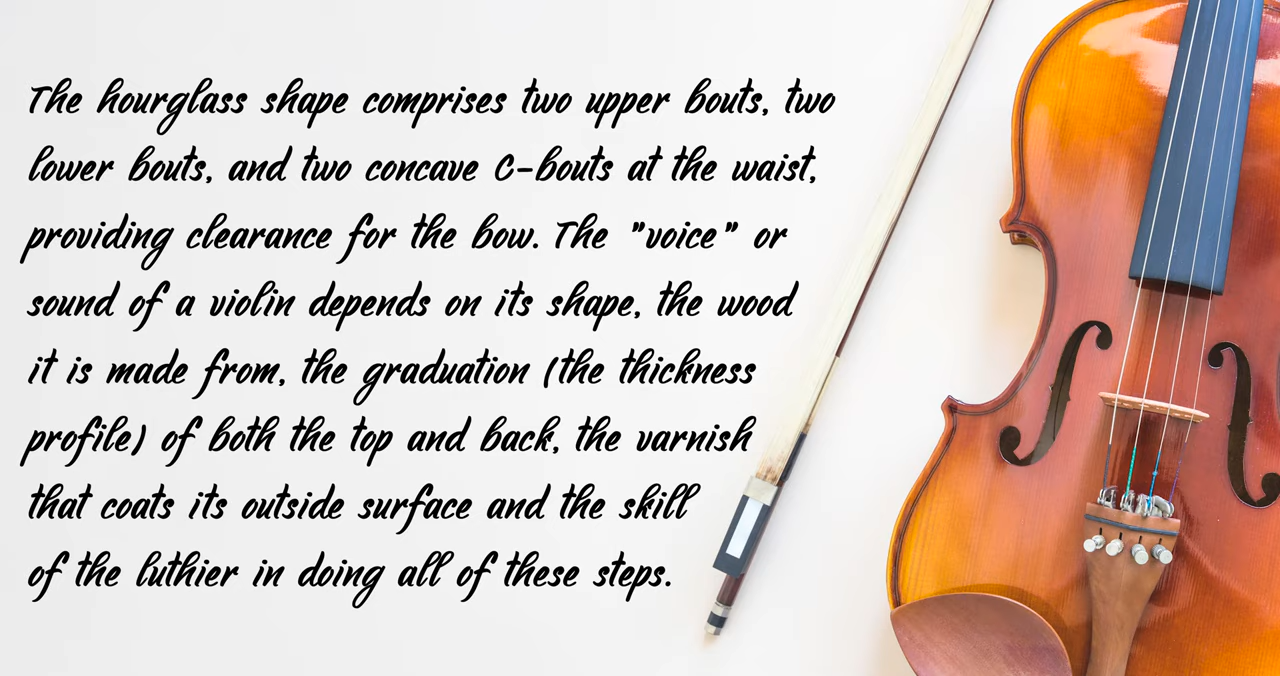 The hourglass shape comprises two upper bouts, two
lower bouts, and two concave C-bouts at the waist,
providing clearance for the bow. The "voice" or
sound of a violin depends on its shape, the wood
it is made from, the graduation (the thickness
profile) of both the top and back, the varnish
that coats its outside surface and the skill
of the luthier in doing all of these steps.